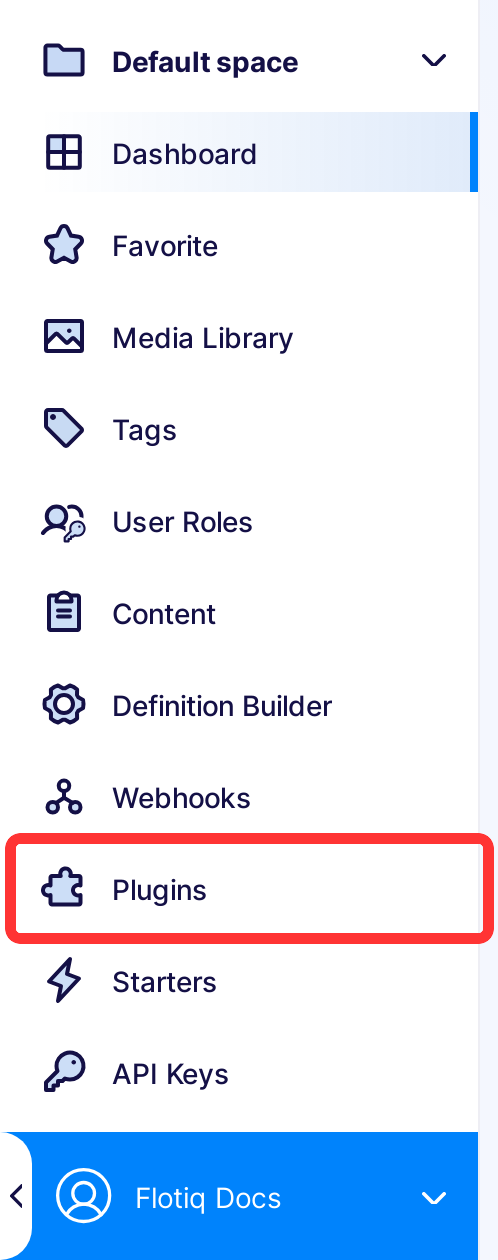 Default space
Dashboard
Favorite
Media Library
Tags
User Roles
Content
Definition Builder
Webhooks
Plugins
Starters
API Keys
Flotiq Docs